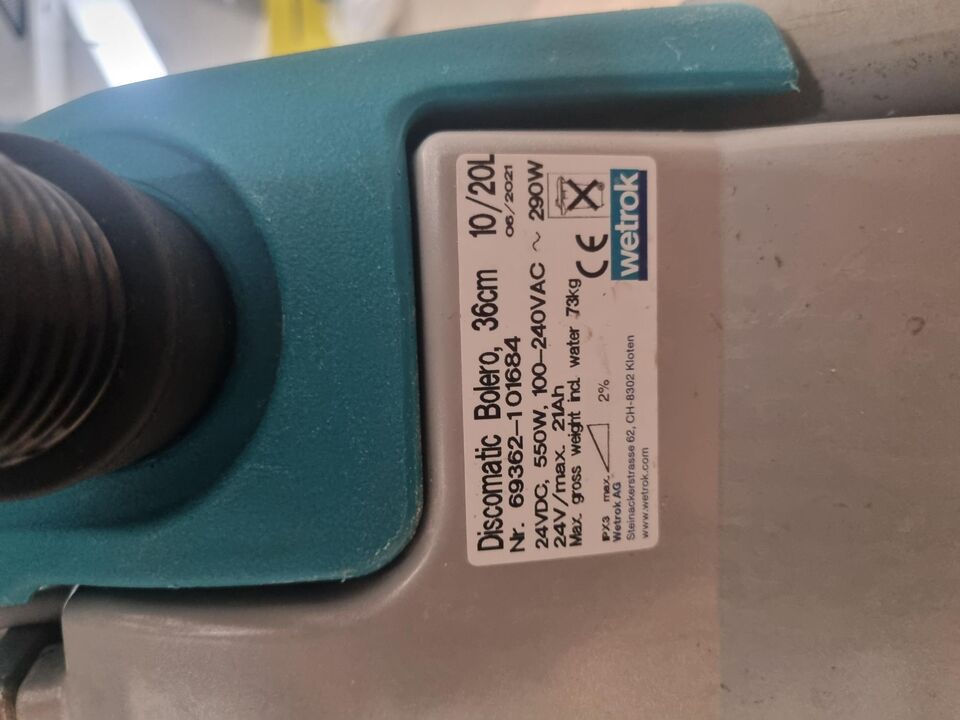 Discomatic Bolero, 36cm 10/20L
Nr. 69362-101684 06/2021
24VDC, 550W, 100-240VAC ~ 290W
24V/max. 21Ah
Max. gross weight incl. water 73kg
IPX3 max. 2%
CE
wetrok
Wetrok AG
Steinackerstrasse 62, CH-8302 Kloten
www.wetrok.com